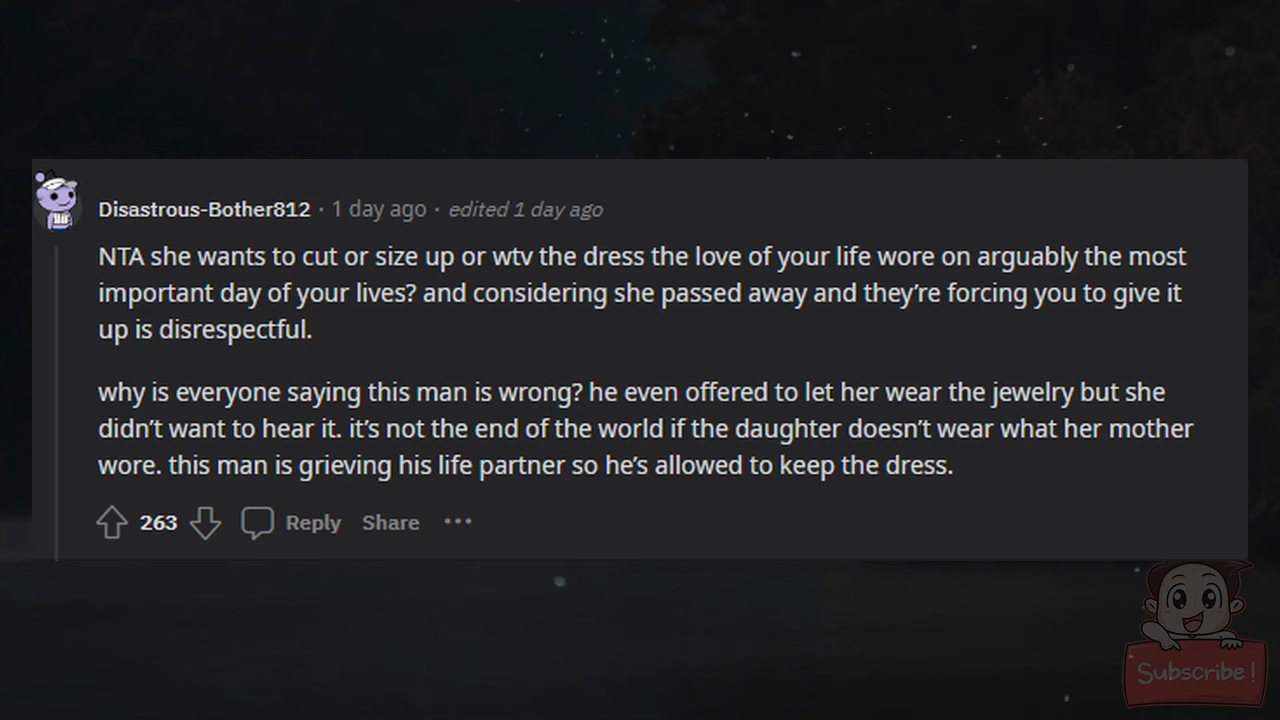 Disastrous-Bother812 · 1 day ago · edited 1 day ago
NTA she wants to cut or size up or wtv the dress the love of your life wore on arguably the most
important day of your lives? and considering she passed away and they’re forcing you to give it
up is disrespectful.
why is everyone saying this man is wrong? he even offered to let her wear the jewelry but she
didn’t want to hear it. it’s not the end of the world if the daughter doesn’t wear what her mother
wore. this man is grieving his life partner so he’s allowed to keep the dress.
263 Reply Share ···
Subscribe!